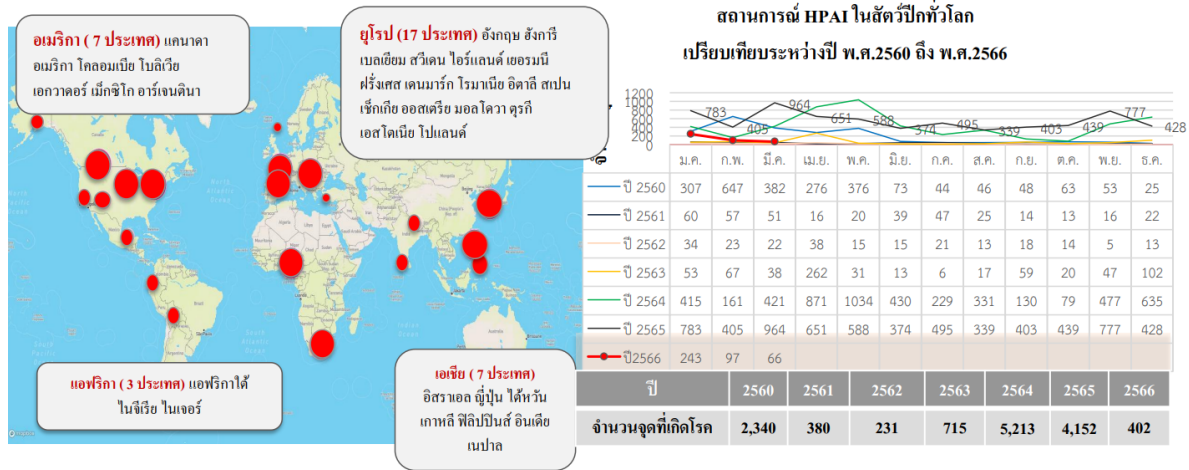 อเมริกา ( 7 ประเทศ) แคนาดา
อเมริกา โคลอมเบีย โบลิเวีย
เอกวาดอร์ เม็กซิโก อาร์เจนตินา
ยุโรป (17 ประเทศ) อังกฤษ ฮังการี
เบลเยียม สวีเดน ไอร์แลนด์ เยอรมนี
ฝรั่งเศส เดนมาร์ก โรมาเนีย อิตาลี สเปน
เช็กเกีย ออสเตรีย มอลโดวา ตุรกี
เอสโตเนีย โปแลนด์
แอฟริกา ( 3 ประเทศ) แอฟริกาใต้
ไนจีเรีย ไนเจอร์
เอเชีย ( 7 ประเทศ)
อิสราเอล ญี่ปุ่น ไต้หวัน
เกาหลี ฟิลิปปินส์ อินเดีย
เนปาล
สถานการณ์ HPAI ในสัตว์ปีกทั่วโลก
เปรียบเทียบระหว่างปี พ.ศ.2560 ถึง พ.ศ.2566
1200
1000
800
600
400
200
0
783 405 964 651 588 374 495 339 403 439 777 428
ม.ค. ก.พ. มี.ค. เม.ย. พ.ค. มิ.ย. ก.ค. ส.ค. ก.ย. ต.ค. พ.ย. ธ.ค.
ปี 2560 307 647 382 276 376 73 44 46 48 63 53 25
ปี 2561 60 57 51 16 20 39 47 25 14 13 16 22
ปี 2562 34 23 22 38 15 15 21 13 18 14 5 13
ปี 2563 53 67 38 262 31 13 6 17 59 20 47 102
ปี 2564 415 161 421 871 1034 430 229 331 130 79 477 635
ปี 2565 783 405 964 651 588 374 495 339 403 439 777 428
ปี2566 243 97 66
ปี 2560 2561 2562 2563 2564 2565 2566
จำนวนจุดที่เกิดโรค 2,340 380 231 715 5,213 4,152 402